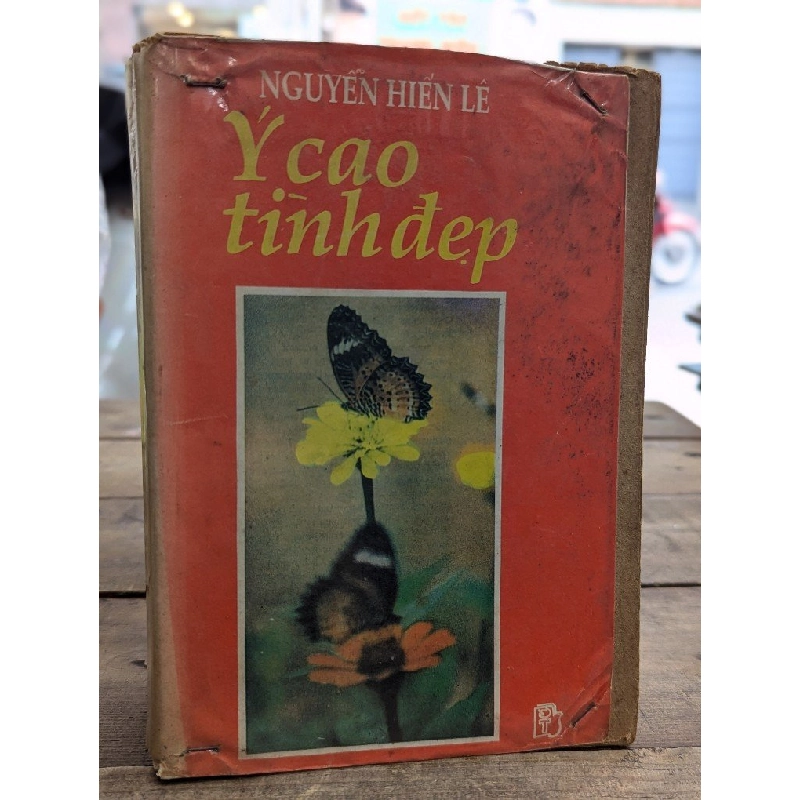 NGUYỄN HIẾN LÊ
Ý cao
tình đẹp